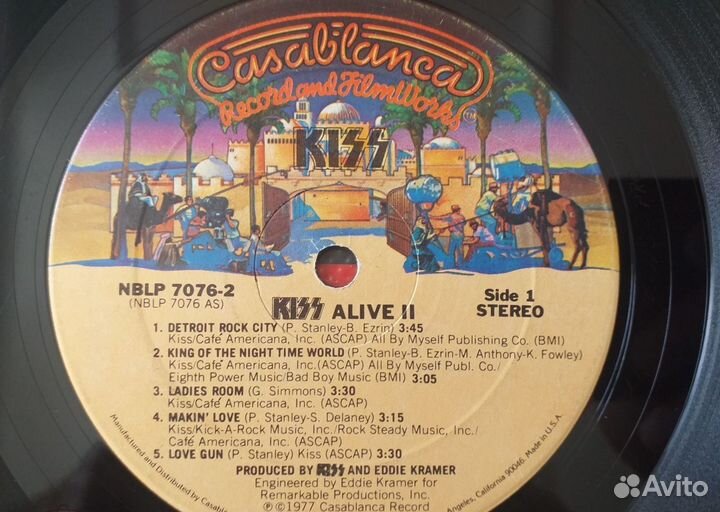 Casablanca
Record and FilmWorks™
KISS
NBLP 7076-2
(NBLP 7076 AS)
Side 1
STEREO
KISS ALIVE II
1. DETROIT ROCK CITY (P. Stanley-B. Ezrin) 3:45
Kiss/Café Americana, Inc. (ASCAP) All By Myself Publishing Co. (BMI)
2. KING OF THE NIGHT TIME WORLD (P. Stanley-B. Ezrin-M. Anthony-K. Fowley)
Kiss/Café Americana, Inc.(ASCAP) All By Myself Publ. Co./
Eighth Power Music/Bad Boy Music (BMI) 3:05
3. LADIES ROOM (G. Simmons) 3:30
Kiss/Café Americana, Inc. (ASCAP)
4. MAKIN' LOVE (P. Stanley-S. Delaney) 3:15
Kiss/Kick-A-Rock Music, Inc./Rock Steady Music, Inc./
Café Americana, Inc. (ASCAP)
5. LOVE GUN (P. Stanley) Kiss (ASCAP) 3:30
PRODUCED BY KISS AND EDDIE KRAMER
Engineered by Eddie Kramer for
Remarkable Productions, Inc.
℗©1977 Casablanca Record
Manufactured and Distributed by Casablan
Angeles, California 90046. Made in U.S.A.
Avito